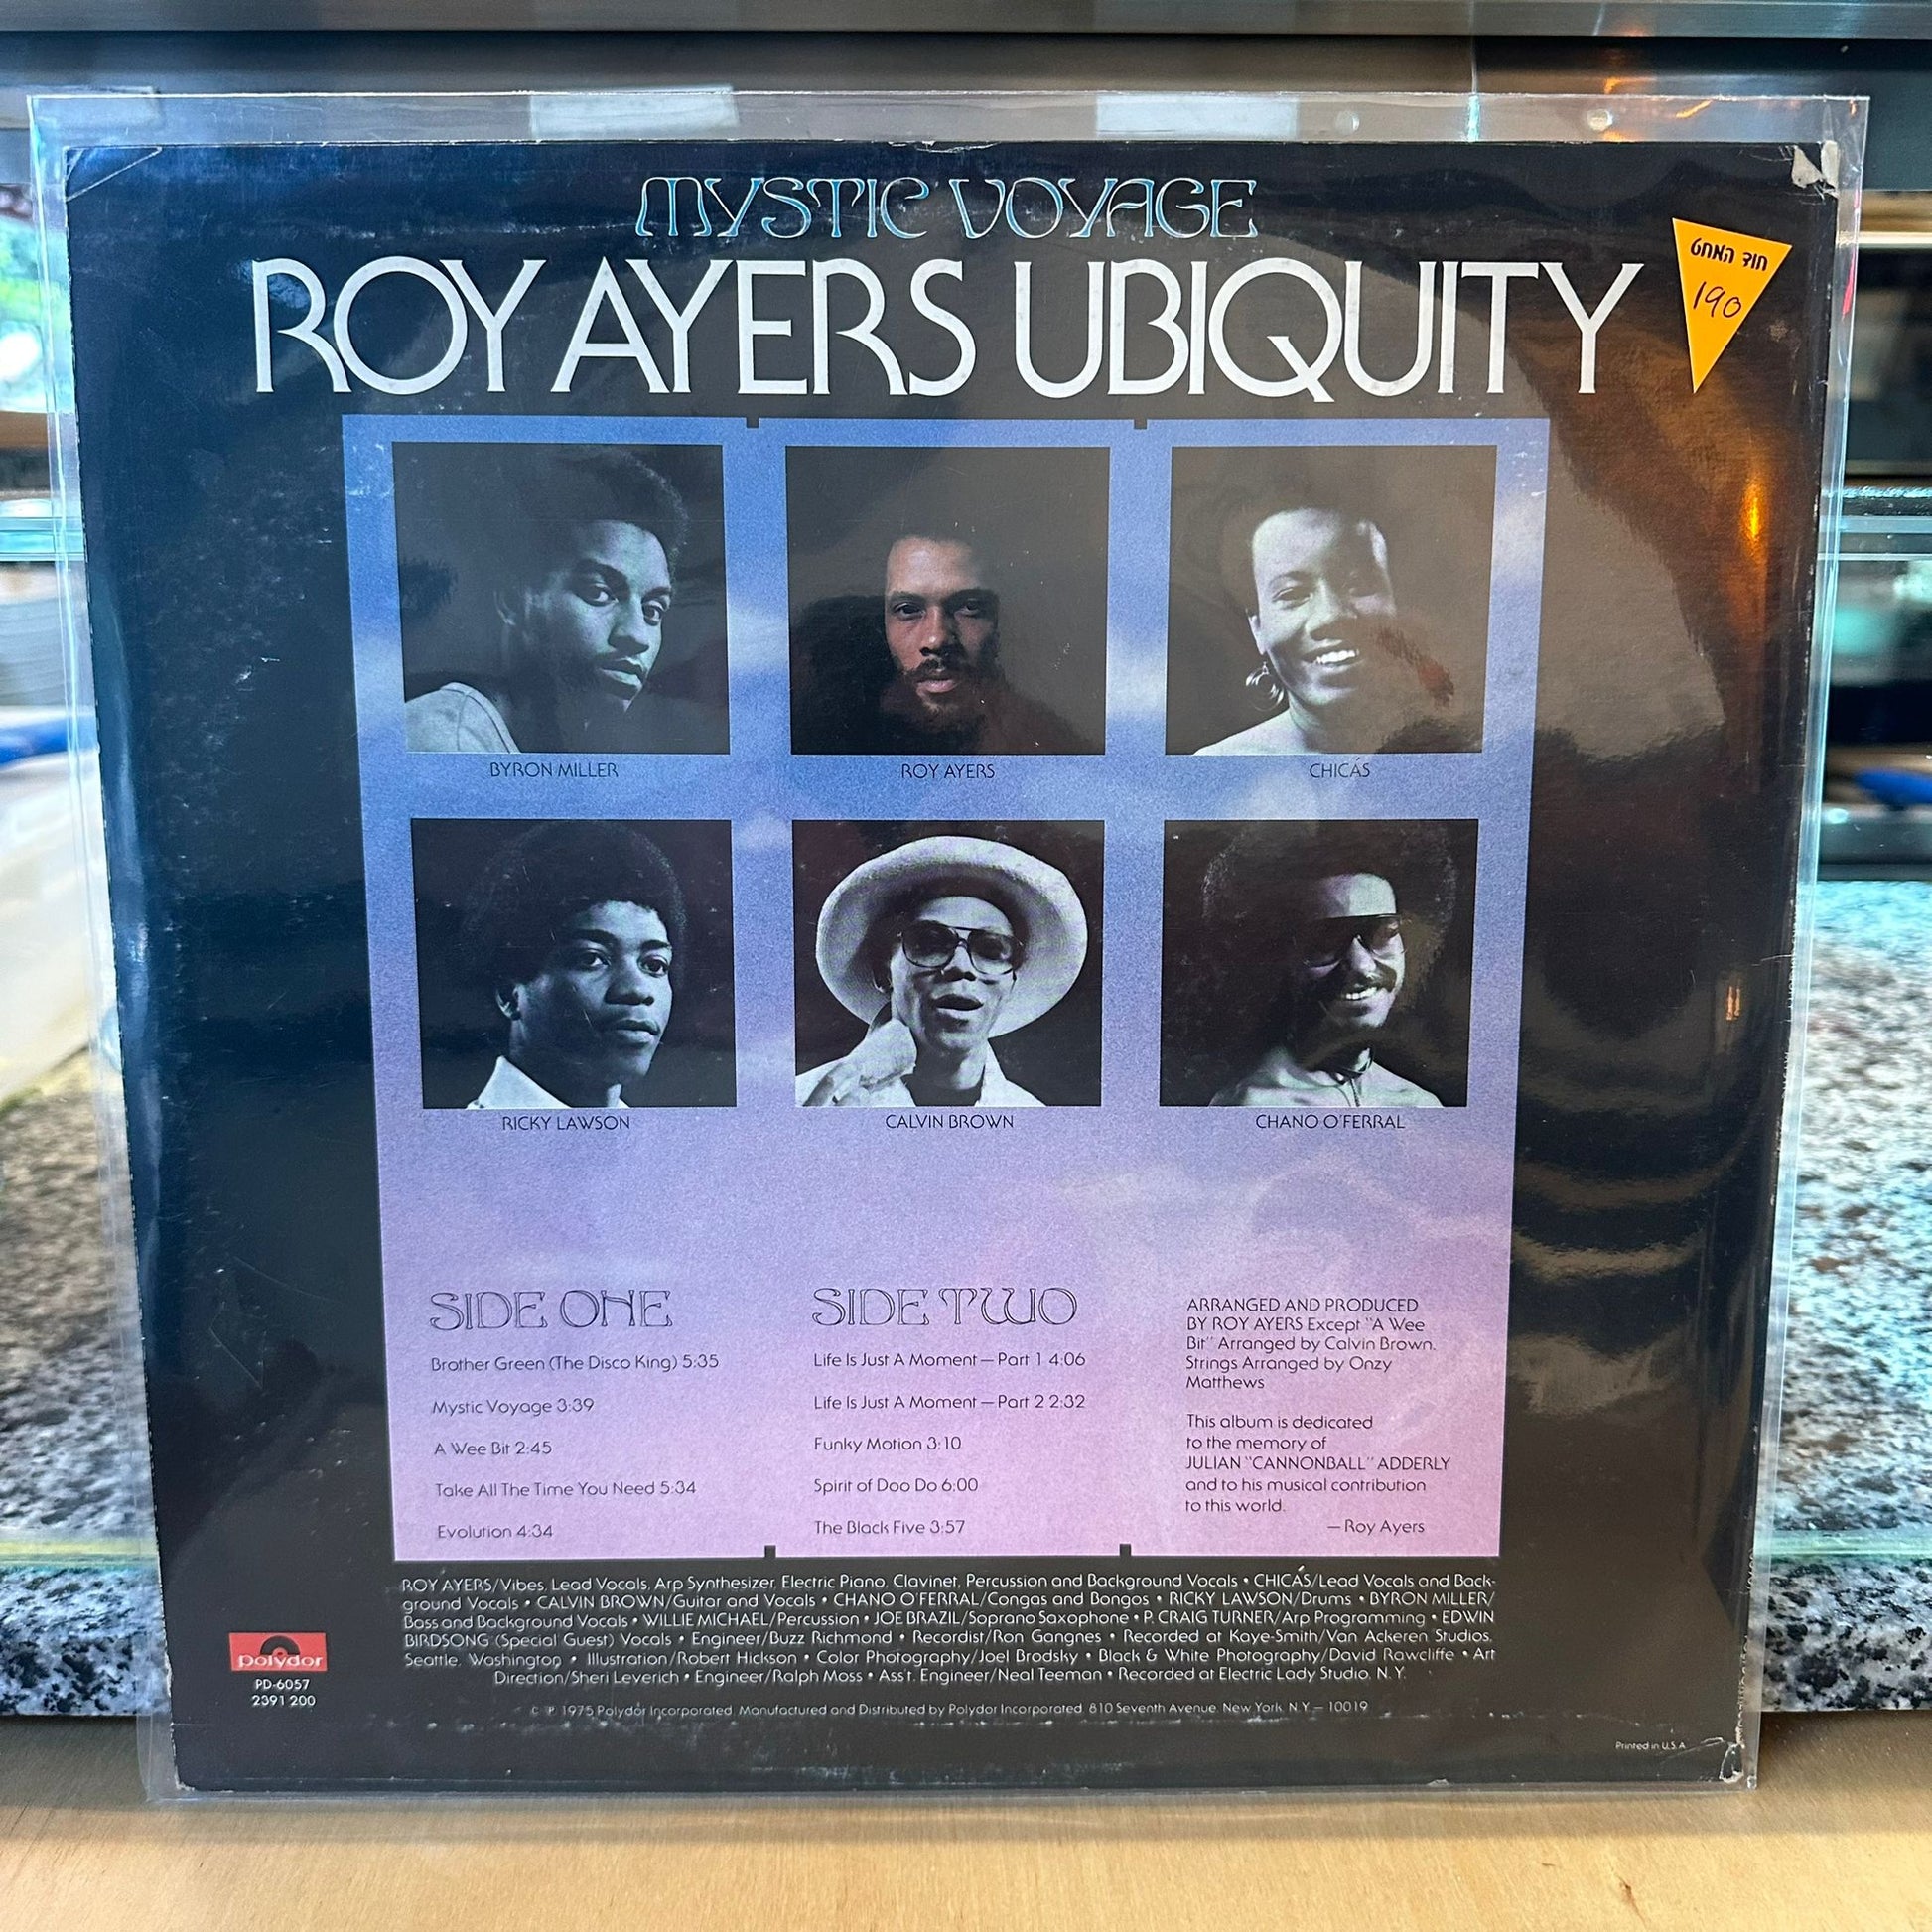 MYSTIC VOYAGE
ROY AYERS UBIQUITY
חוד המחט
190
BYRON MILLER
ROY AYERS
CHICÁS
RICKY LAWSON
CALVIN BROWN
CHANO O'FERRAL
SIDE ONE
Brother Green (The Disco King) 5:35
Mystic Voyage 3:39
A Wee Bit 2:45
Take All The Time You Need 5:34
Evolution 4:34
SIDE TWO
Life Is Just A Moment — Part 1 4:06
Life Is Just A Moment — Part 2 2:32
Funky Motion 3:10
Spirit of Doo Do 6:00
The Black Five 3:57
ARRANGED AND PRODUCED
BY ROY AYERS Except "A Wee
Bit" Arranged by Calvin Brown.
Strings Arranged by Onzy
Matthews
This album is dedicated
to the memory of
JULIAN "CANNONBALL" ADDERLY
and to his musical contribution
to this world.
— Roy Ayers
ROY AYERS/Vibes, Lead Vocals, Arp Synthesizer, Electric Piano, Clavinet, Percussion and Background Vocals • CHICÁS/Lead Vocals and Back-
ground Vocals • CALVIN BROWN/Guitar and Vocals • CHANO O'FERRAL/Congas and Bongos • RICKY LAWSON/Drums • BYRON MILLER/
Bass and Background Vocals • WILLIE MICHAEL/Percussion • JOE BRAZIL/Soprano Saxophone • P. CRAIG TURNER/Arp Programming • EDWIN
BIRDSONG (Special Guest) Vocals • Engineer/Buzz Richmond • Recordist/Ron Gangnes • Recorded at Kaye-Smith/Van Ackeren Studios,
Seattle, Washington • Illustration/Robert Hickson • Color Photography/Joel Brodsky • Black & White Photography/David Rawcliffe • Art
Direction/Sheri Leverich • Engineer/Ralph Moss • Ass't. Engineer/Neal Teeman • Recorded at Electric Lady Studio, N.Y.
polydor
PD-6057
2391 200
© ℗ 1975 Polydor Incorporated. Manufactured and Distributed by Polydor Incorporated. 810 Seventh Avenue, New York, N.Y. — 10019
Printed in U.S.A.